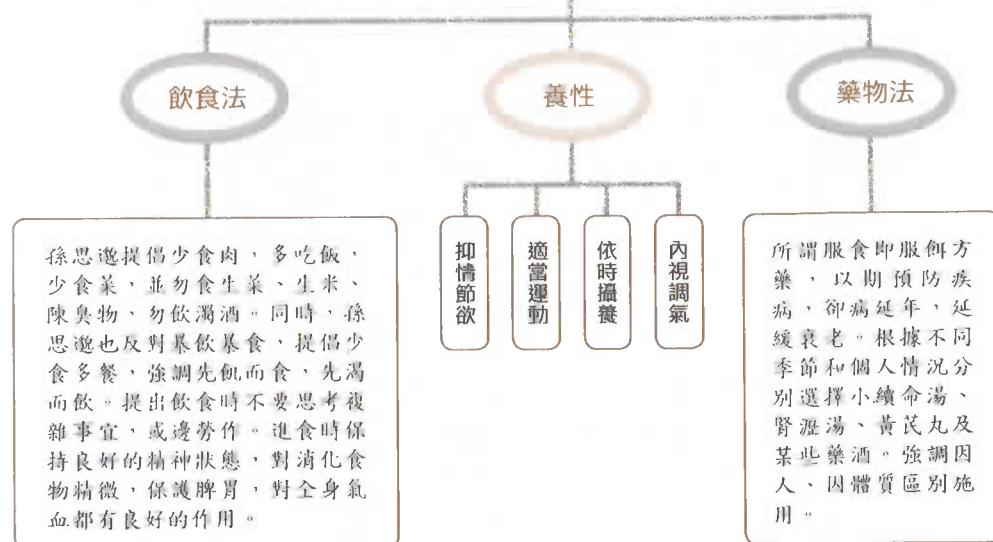 飲食法
養性
藥物法
孫思邈提倡少食肉，多吃飯，
少食菜，並勿食生菜、生米、
陳臭物，勿飲濁酒。同時，孫
思邈也反對暴飲暴食，提倡少
食多餐，強調先飢而食，先渴
而飲。提出飲食時不要思考複
雜事宜，或邊勞作。進食時保
持良好的精神狀態，對消化食
物精微，保護脾胃，對全身氣
血都有良好的作用。
抑情節欲
適當運動
依時攝養
內視調氣
所謂服食即服餌方
藥，以期預防疾
病，卻病延年，延
緩衰老。根據不同
季節和個人情況分
別選擇小續命湯、
腎瀝湯、黃芪丸及
某些藥酒。強調因
人、因體質區別施
用。